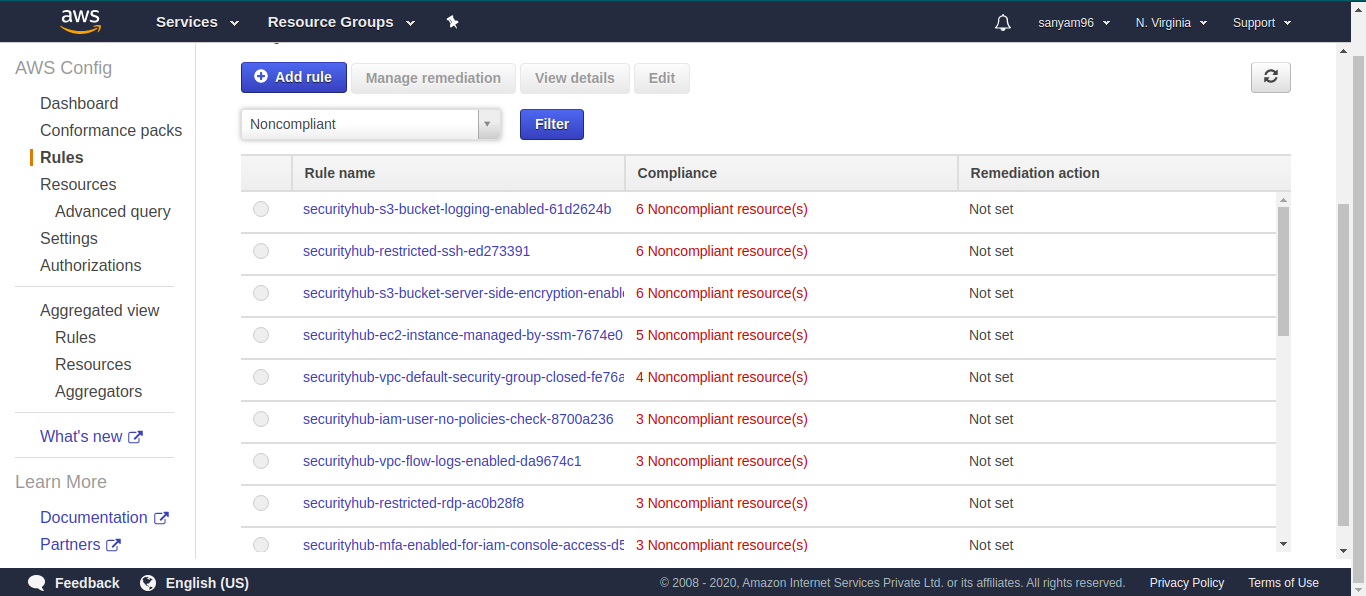 aws Services Resource Groups sanyam96 N. Virginia Support
AWS Config
Dashboard
Conformance packs
Rules
Resources
Advanced query
Settings
Authorizations
Aggregated view
Rules
Resources
Aggregators
What's new
Learn More
Documentation
Partners
Add rule Manage remediation View details Edit
Noncompliant Filter
Rule name Compliance Remediation action
securityhub-s3-bucket-logging-enabled-61d2624b 6 Noncompliant resource(s) Not set
securityhub-restricted-ssh-ed273391 6 Noncompliant resource(s) Not set
securityhub-s3-bucket-server-side-encryption-enable 6 Noncompliant resource(s) Not set
securityhub-ec2-instance-managed-by-ssm-7674e0 5 Noncompliant resource(s) Not set
securityhub-vpc-default-security-group-closed-fe76a 4 Noncompliant resource(s) Not set
securityhub-iam-user-no-policies-check-8700a236 3 Noncompliant resource(s) Not set
securityhub-vpc-flow-logs-enabled-da9674c1 3 Noncompliant resource(s) Not set
securityhub-restricted-rdp-ac0b28f8 3 Noncompliant resource(s) Not set
securityhub-mfa-enabled-for-iam-console-access-d5 3 Noncompliant resource(s) Not set
Feedback English (US) © 2008 - 2020, Amazon Internet Services Private Ltd. or its affiliates. All rights reserved. Privacy Policy Terms of Use